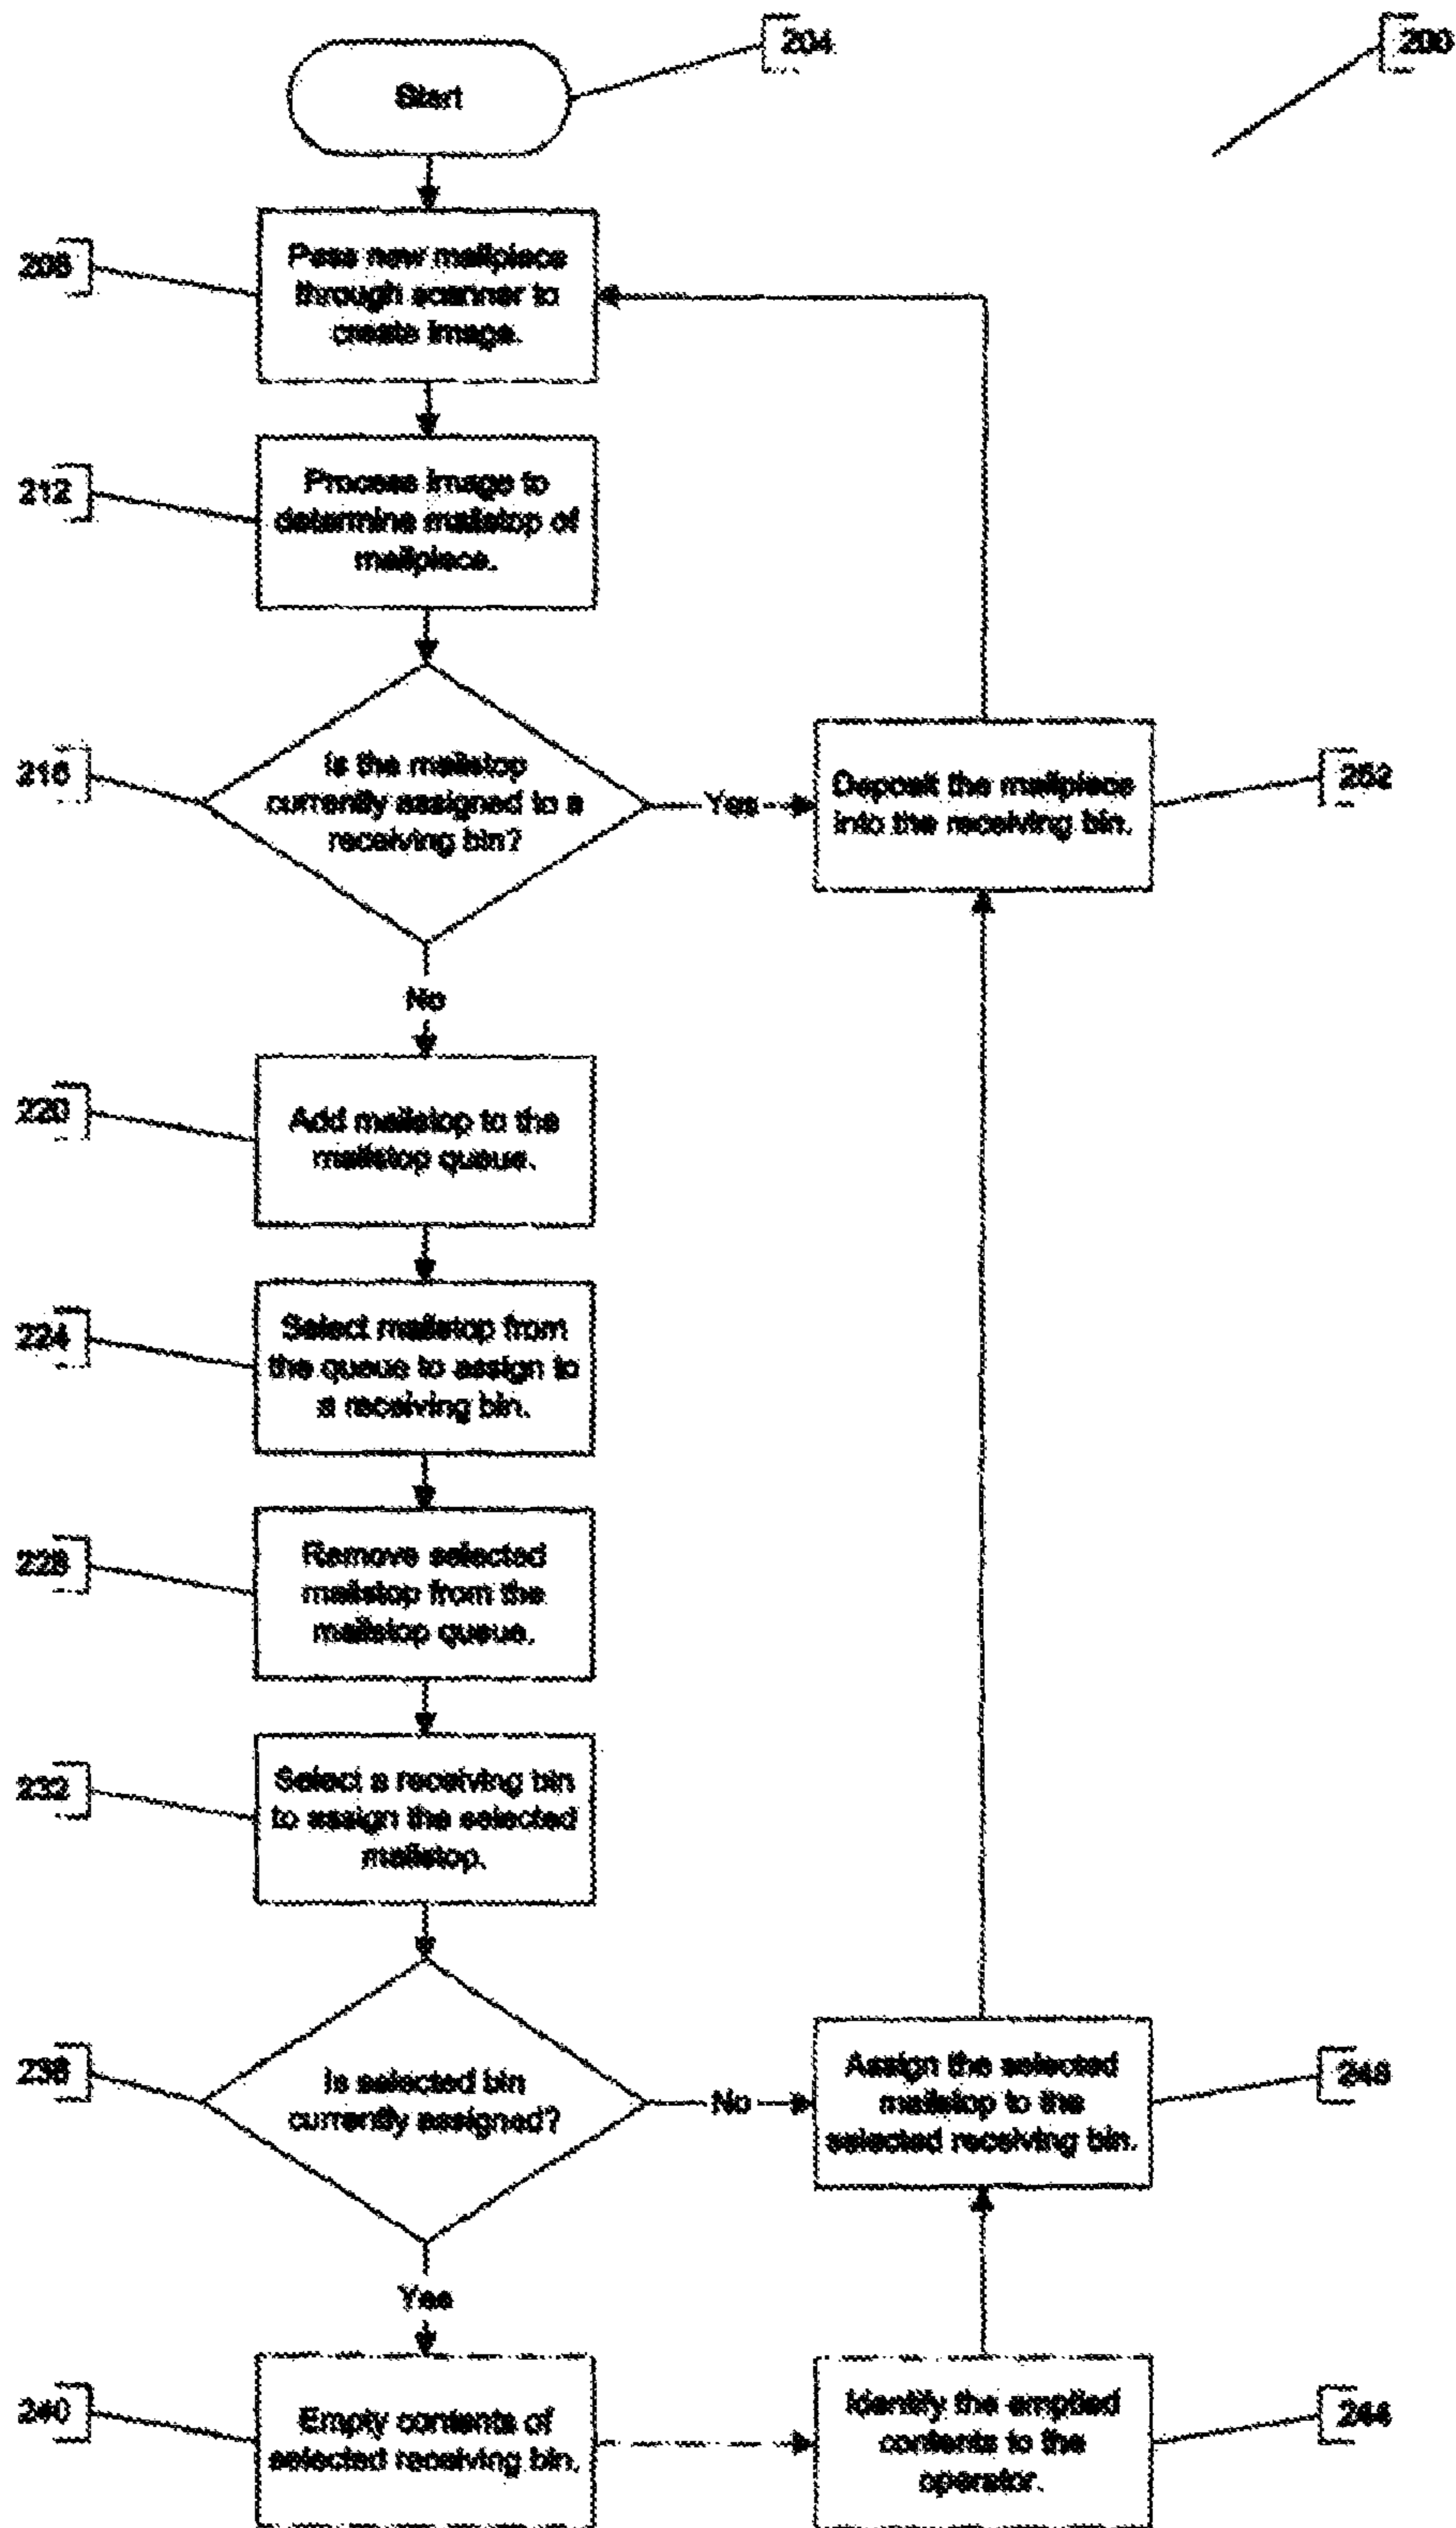 204
200
Start
208
Pass new mailpiece
through scanner to
create image.
212
Process image to
determine mailstop of
mailpiece.
216
Is the mailstop
currently assigned to a
receiving bin?
Yes
Deposit the mailpiece
into the receiving bin.
252
No
220
Add mailstop to the
mailstop queue.
224
Select mailstop from
the queue to assign to
a receiving bin.
228
Remove selected
mailstop from the
mailstop queue.
232
Select a receiving bin
to assign the selected
mailstop.
236
Is selected bin
currently assigned?
No
Assign the selected
mailstop to the
selected receiving bin.
248
Yes
240
Empty contents of
selected receiving bin.
Identify the emptied
contents to the
operator.
244